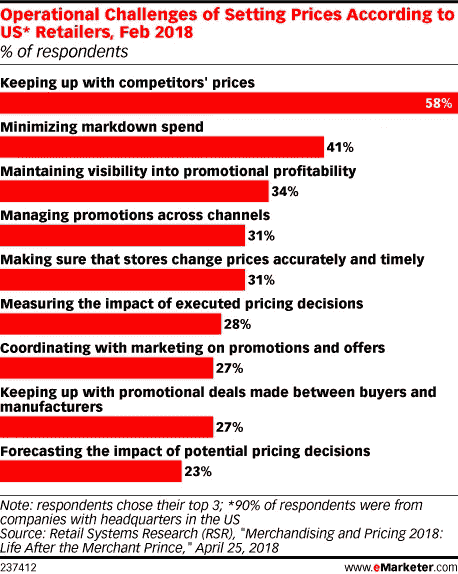 Operational Challenges of Setting Prices According to
US* Retailers, Feb 2018
% of respondents
Keeping up with competitors' prices
58%
Minimizing markdown spend
41%
Maintaining visibility into promotional profitability
34%
Managing promotions across channels
31%
Making sure that stores change prices accurately and timely
31%
Measuring the impact of executed pricing decisions
28%
Coordinating with marketing on promotions and offers
27%
Keeping up with promotional deals made between buyers and
manufacturers
27%
Forecasting the impact of potential pricing decisions
23%
Note: respondents chose their top 3; *90% of respondents were from
companies with headquarters in the US
Source: Retail Systems Research (RSR), "Merchandising and Pricing 2018:
Life After the Merchant Prince," April 25, 2018
237412
www.eMarketer.com